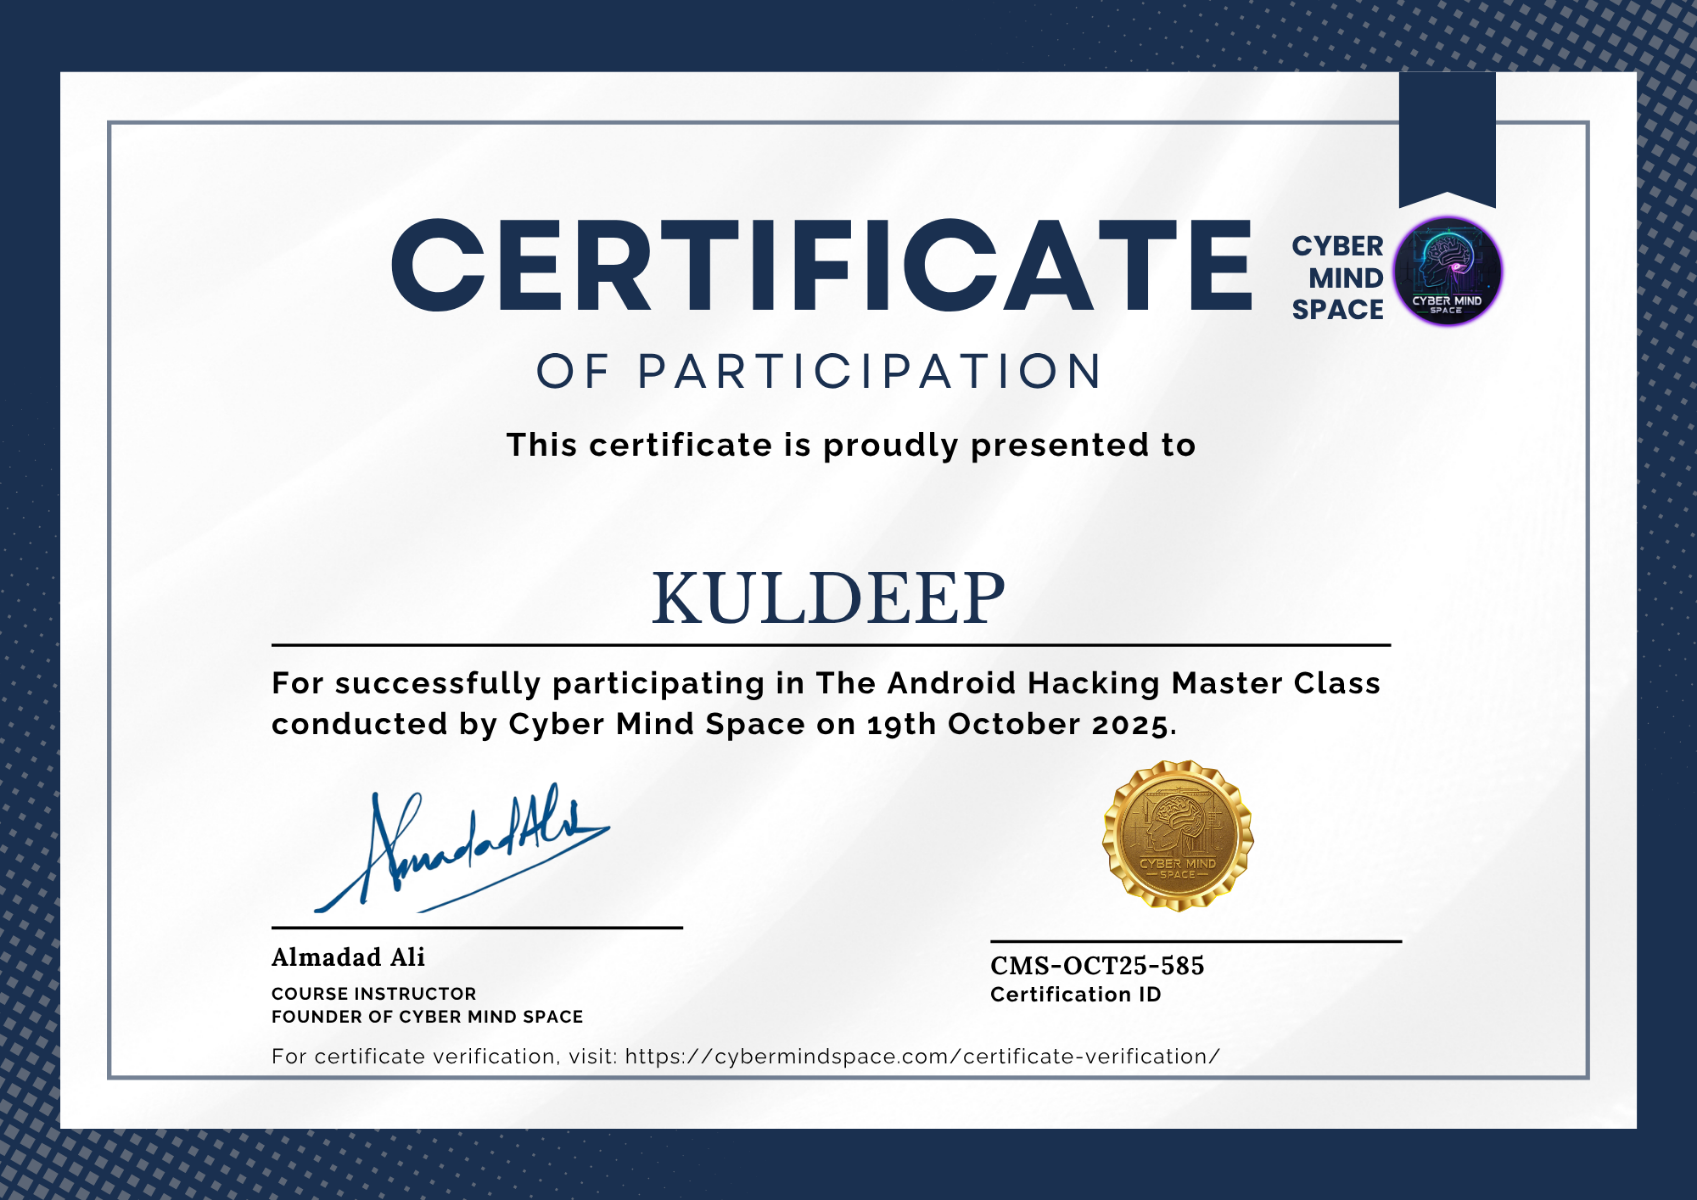 CERTIFICATE
OF PARTICIPATION
CYBER
MIND
SPACE
CYBER MIND
SPACE
This certificate is proudly presented to
KULDEEP
For successfully participating in The Android Hacking Master Class
conducted by Cyber Mind Space on 19th October 2025.
Almadad Ali
CYBER MIND
SPACE
Almadad Ali
COURSE INSTRUCTOR
FOUNDER OF CYBER MIND SPACE
CMS-OCT25-585
Certification ID
For certificate verification, visit: https://cybermindspace.com/certificate-verification/